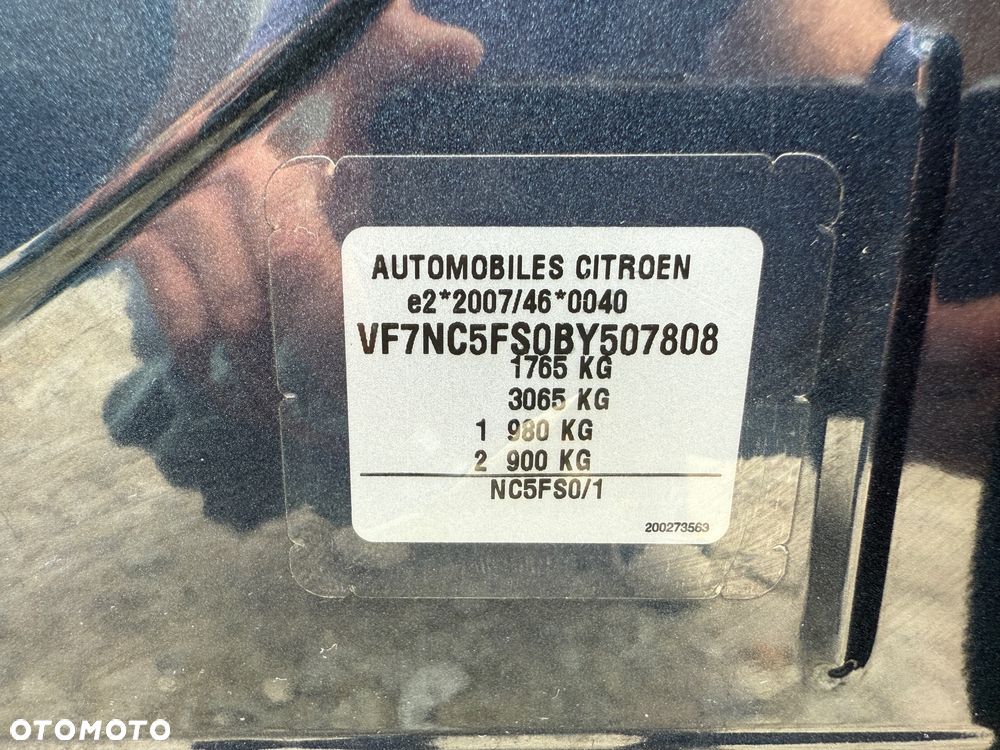 AUTOMOBILES CITROEN
e2*2007/46*0040
VF7NC5FS0BY507808
1765 KG
3065 KG
1 980 KG
2 900 KG
NC5FS0/1
200273563
OTOMOTO